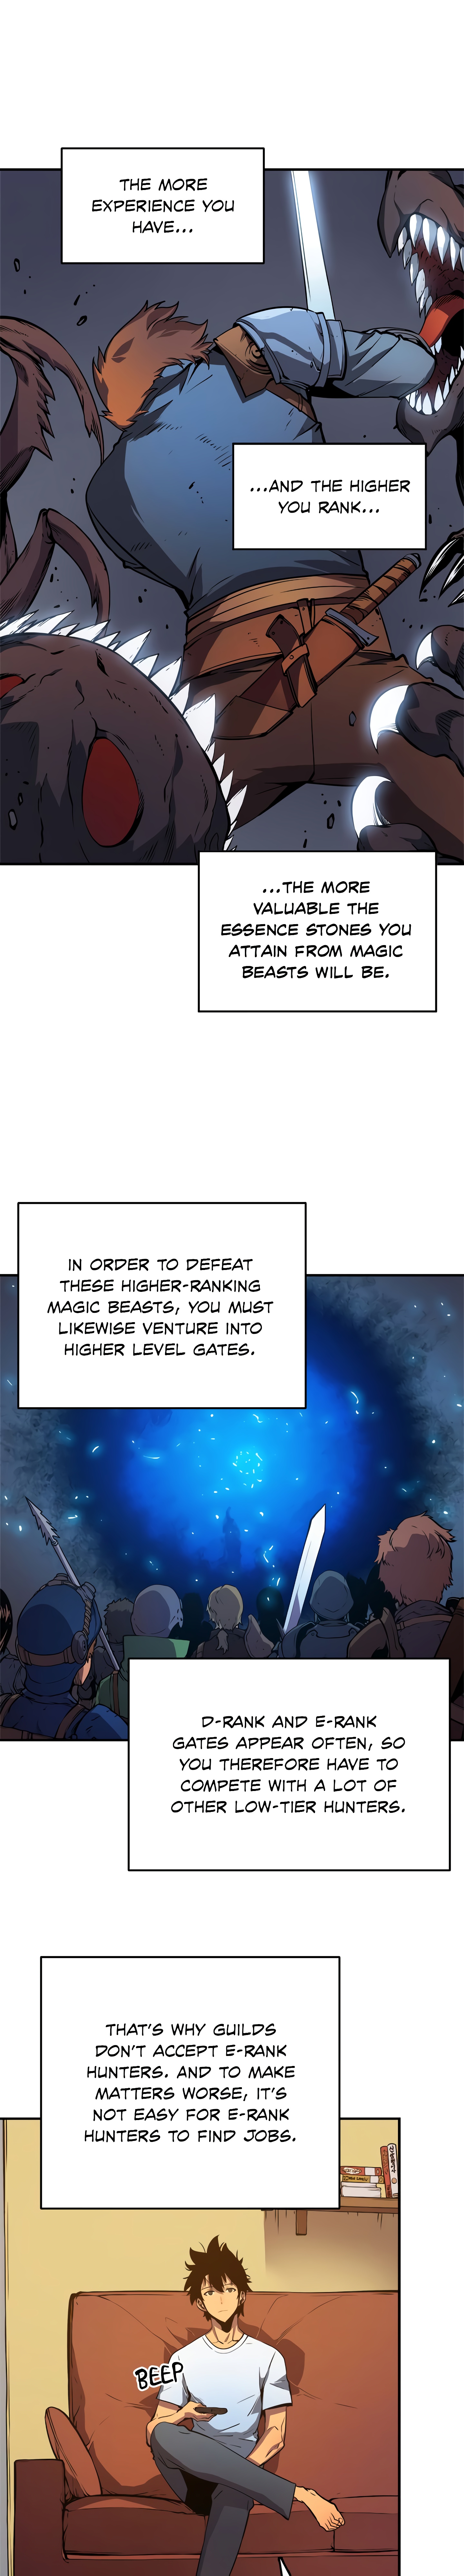 THE MORE
EXPERIENCE YOU
HAVE...
...AND THE HIGHER
YOU RANK...
...THE MORE
VALUABLE THE
ESSENCE STONES YOU
ATTAIN FROM MAGIC
BEASTS WILL BE.
IN ORDER TO DEFEAT
THESE HIGHER-RANKING
MAGIC BEASTS, YOU MUST
LIKEWISE VENTURE INTO
HIGHER LEVEL GATES.
D-RANK AND E-RANK
GATES APPEAR OFTEN, SO
YOU THEREFORE HAVE TO
COMPETE WITH A LOT OF
OTHER LOW-TIER HUNTERS.
THAT'S WHY GUILDS
DON'T ACCEPT E-RANK
HUNTERS. AND TO MAKE
MATTERS WORSE, IT'S
NOT EASY FOR E-RANK
HUNTERS TO FIND JOBS.
BEEP